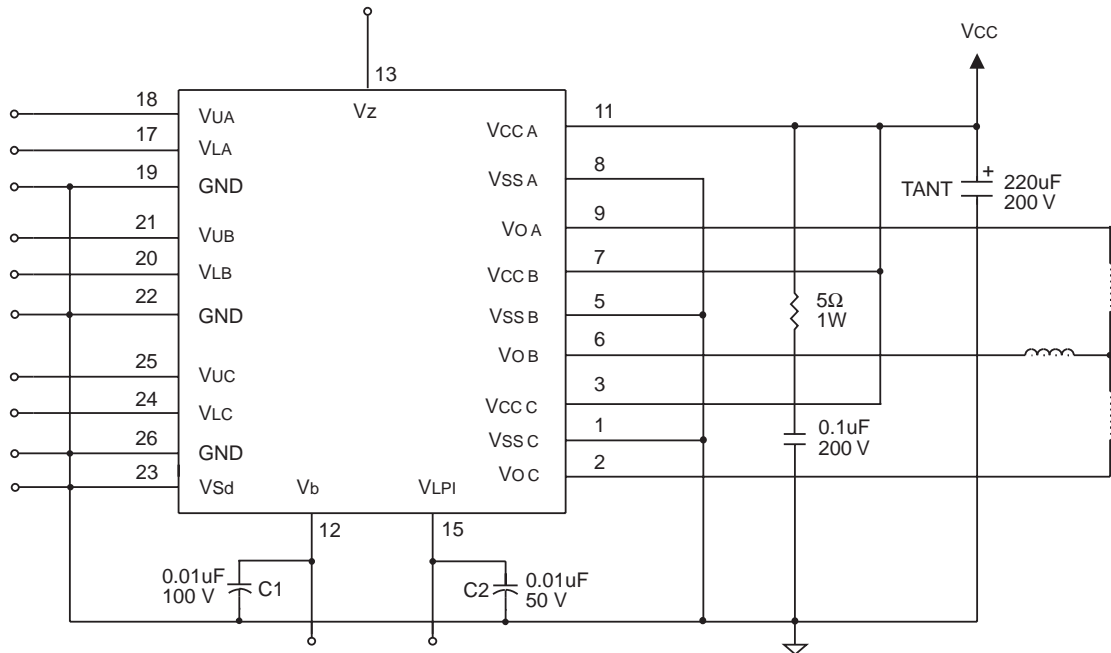 VCC
13
18
VUA
Vz
11
VCC A
17
VLA
8
VSS A
19
GND
TANT
+
220uF
200 V
9
VO A
21
VUB
7
VCC B
20
VLB
5Ω
1W
5
VSS B
22
GND
6
VO B
25
VUC
3
VCC C
24
VLC
0.1uF
200 V
1
VSS C
26
GND
2
VO C
23
VSd
Vb
VLPI
12
15
0.01uF
100 V
C1
C2
0.01uF
50 V